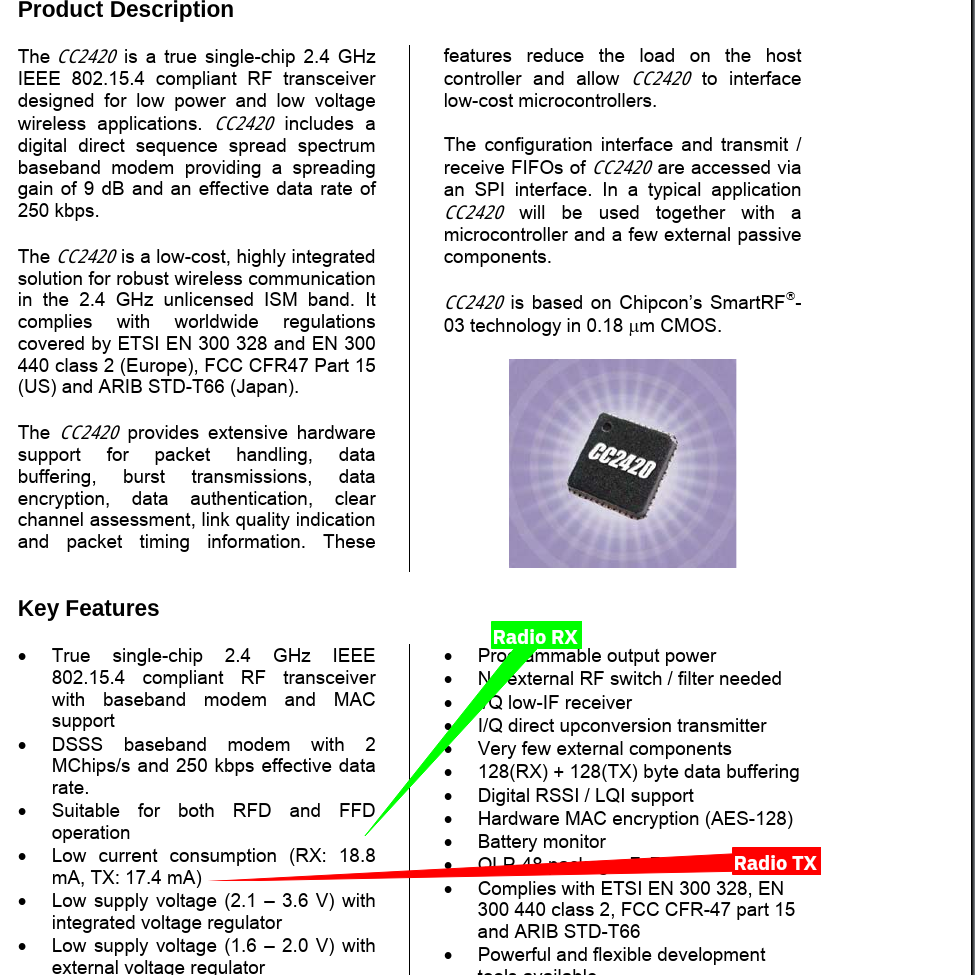 Product Description
The CC2420 is a true single-chip 2.4 GHz
IEEE 802.15.4 compliant RF transceiver
designed for low power and low voltage
wireless applications. CC2420 includes a
digital direct sequence spread spectrum
baseband modem providing a spreading
gain of 9 dB and an effective data rate of
250 kbps.
The CC2420 is a low-cost, highly integrated
solution for robust wireless communication
in the 2.4 GHz unlicensed ISM band. It
complies with worldwide regulations
covered by ETSI EN 300 328 and EN 300
440 class 2 (Europe), FCC CFR47 Part 15
(US) and ARIB STD-T66 (Japan).
The CC2420 provides extensive hardware
support for packet handling, data
buffering, burst transmissions, data
encryption, data authentication, clear
channel assessment, link quality indication
and packet timing information. These
features reduce the load on the host
controller and allow CC2420 to interface
low-cost microcontrollers.
The configuration interface and transmit /
receive FIFOs of CC2420 are accessed via
an SPI interface. In a typical application
CC2420 will be used together with a
microcontroller and a few external passive
components.
CC2420 is based on Chipcon's SmartRF®-
03 technology in 0.18 μm CMOS.
CC2420
Key Features
• True single-chip 2.4 GHz IEEE
802.15.4 compliant RF transceiver
with baseband modem and MAC
support
• DSSS baseband modem with 2
MChips/s and 250 kbps effective data
rate.
• Suitable for both RFD and FFD
operation
• Low current consumption (RX: 18.8
mA, TX: 17.4 mA)
• Low supply voltage (2.1 – 3.6 V) with
integrated voltage regulator
• Low supply voltage (1.6 – 2.0 V) with
external voltage regulator
Radio RX
• Programmable output power
• No external RF switch / filter needed
• I/Q low-IF receiver
• I/Q direct upconversion transmitter
• Very few external components
• 128(RX) + 128(TX) byte data buffering
• Digital RSSI / LQI support
• Hardware MAC encryption (AES-128)
• Battery monitor
Radio TX
• Complies with ETSI EN 300 328, EN
300 440 class 2, FCC CFR-47 part 15
and ARIB STD-T66
• Powerful and flexible development
tools available